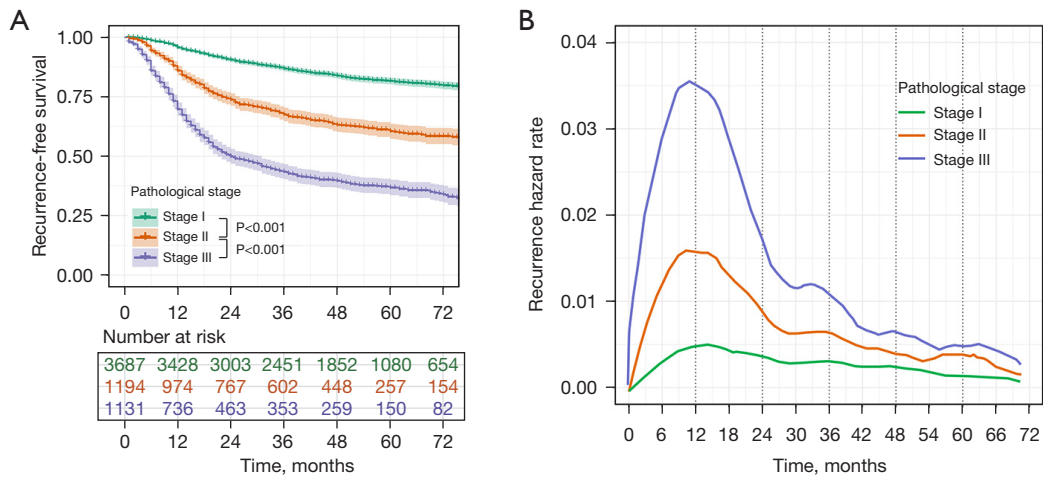 A
Recurrence-free survival
1.00
0.75
0.50
0.25
0.00
Pathological stage
Stage I
Stage II
Stage III
P<0.001
P<0.001
0 12 24 36 48 60 72
Number at risk
3687 3428 3003 2451 1852 1080 654
1194 974 767 602 448 257 154
1131 736 463 353 259 150 82
0 12 24 36 48 60 72
Time, months
B
Recurrence hazard rate
0.04
0.03
0.02
0.01
0.00
Pathological stage
Stage I
Stage II
Stage III
0 6 12 18 24 30 36 42 48 54 60 66 72
Time, months